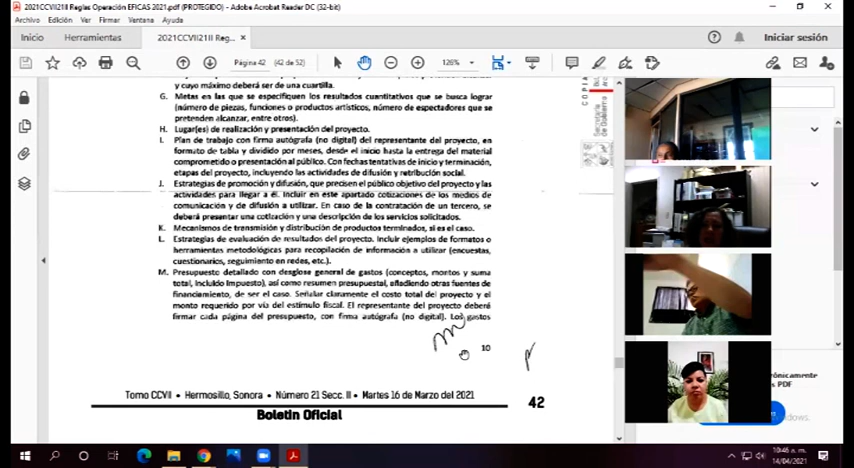 2021CCVII21II Reglas Operación EFICAS 2021.pdf (PROTEGIDO) - Adobe Acrobat Reader DC (32-bit)
Archivo Edición Ver Firmar Ventana Ayuda
Inicio Herramientas 2021CCVII21II Reg... × Iniciar sesión
Página 42 (42 de 52) 126%
y cuyo máximo deberá ser de una cuartilla.
G. Metas en las que se especifiquen los resultados cuantitativos que se busca lograr
(número de piezas, funciones o productos artísticos, número de espectadores que se
pretenden alcanzar, entre otros).
H. Lugar(es) de realización y presentación del proyecto.
I. Plan de trabajo con firma autógrafa (no digital) del representante del proyecto, en
formato de tabla y dividido por meses, desde el inicio hasta la entrega del material
comprometido o presentación al público. Con fechas tentativas de inicio y terminación,
etapas del proyecto, incluyendo las actividades de difusión y retribución social.
J. Estrategias de promoción y difusión, que precisen el público objetivo del proyecto y las
actividades para llegar a él. Incluir en este apartado cotizaciones de los medios de
comunicación y de difusión a utilizar. En caso de la contratación de un tercero, se
deberá presentar una cotización y una descripción de los servicios solicitados.
K. Mecanismos de transmisión y distribución de productos terminados, si es el caso.
L. Estrategias de evaluación de resultados del proyecto. Incluir ejemplos de formatos o
herramientas metodológicas para recopilación de información a utilizar (encuestas,
cuestionarios, seguimiento en redes, etc.).
M. Presupuesto detallado con desglose general de gastos (conceptos, montos y suma
total, incluido impuesto), así como resumen presupuestal, añadiendo otras fuentes de
financiamiento, de ser el caso. Señalar claramente el costo total del proyecto y el
monto requerido por vía del estímulo fiscal. El representante del proyecto deberá
firmar cada página del presupuesto, con firma autógrafa (no digital). Los gastos
10
Tomo CCVII • Hermosillo, Sonora • Número 21 Secc. II • Martes 16 de Marzo del 2021
Boletín Oficial
42
COPIA
Secretaría
de Gobierno
10:46 a. m.
14/04/2021